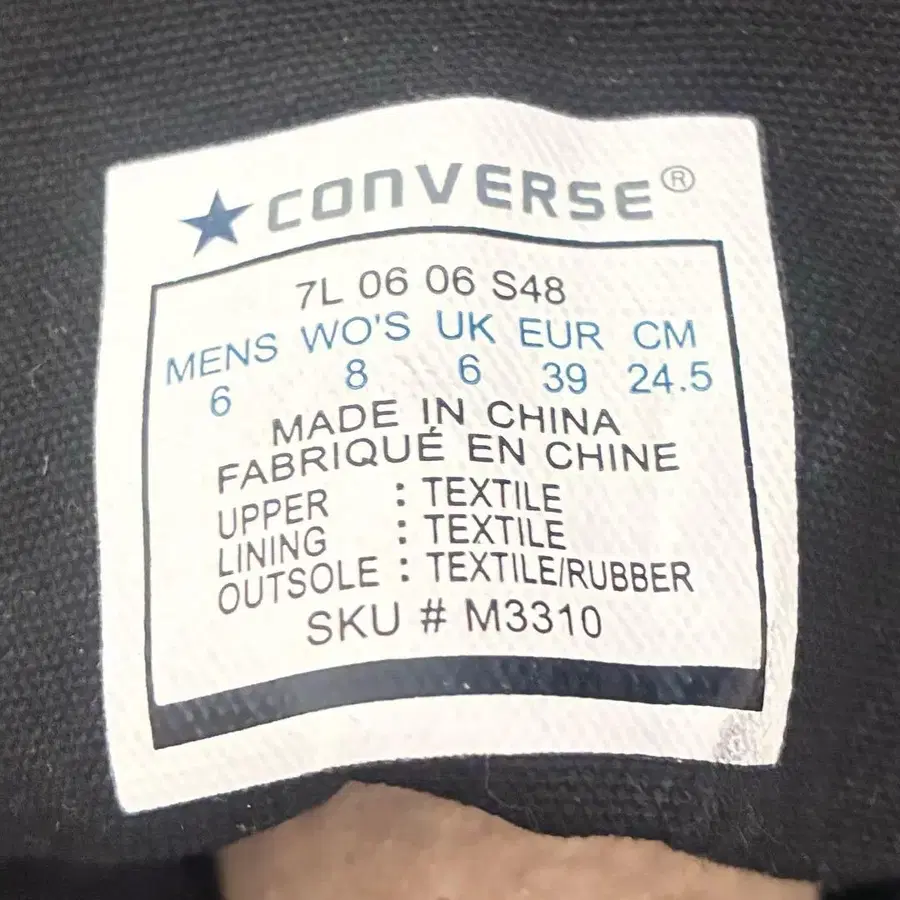 CONVERSE®
7L 06 06 S48
MENS WO'S UK EUR CM
6 8 6 39 24.5
MADE IN CHINA
FABRIQUÉ EN CHINE
UPPER : TEXTILE
LINING : TEXTILE
OUTSOLE : TEXTILE/RUBBER
SKU # M3310